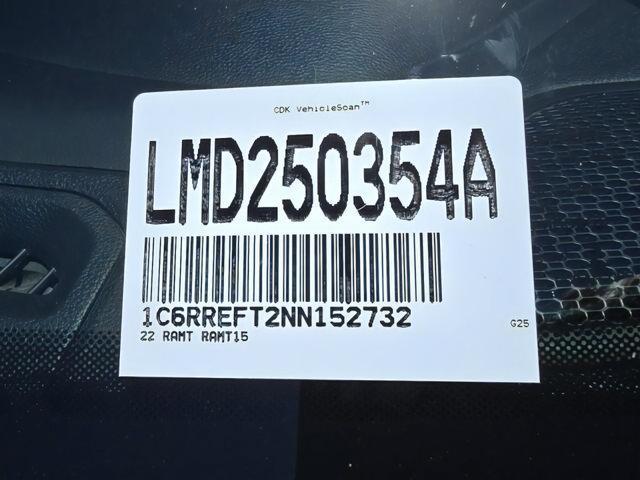 CDK VehicleScan™
LMD250354A
1C6RREFT2NN152732
22 RAMT RAMT15
G25